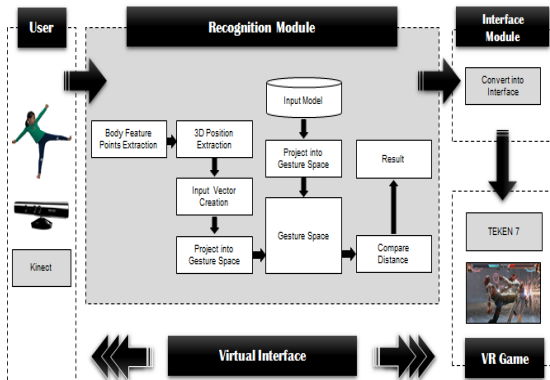 User
Recognition Module
Interface
Module
Input Model
Convert into
Interface
Body Feature
Points Extraction
3D Position
Extraction
Project into
Gesture Space
Result
Input Vector
Creation
Gesture Space
TEKEN 7
Project into
Gesture Space
Compare
Distance
Kinect
Virtual Interface
VR Game